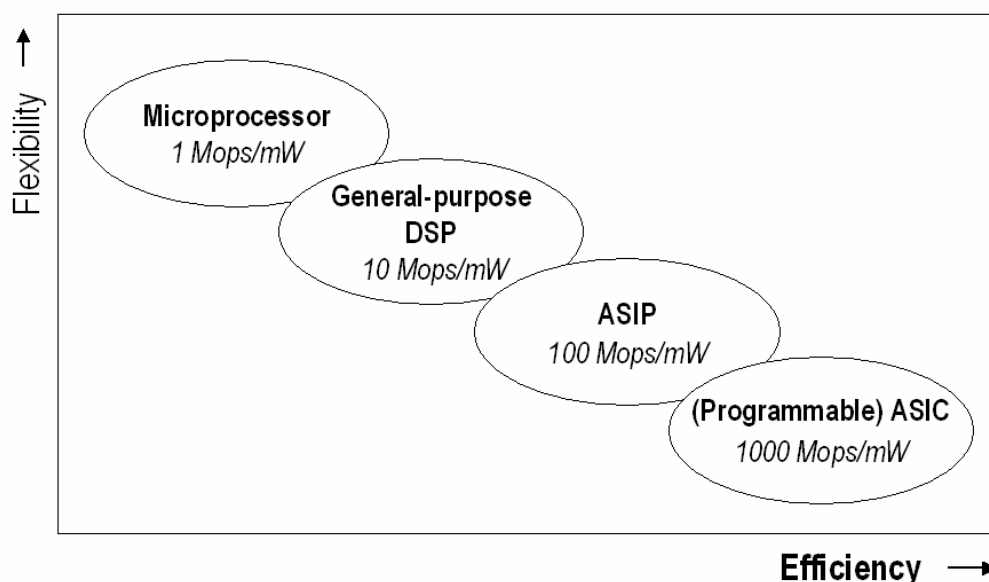 Flexibility
Microprocessor
1 Mops/mW
General-purpose
DSP
10 Mops/mW
ASIP
100 Mops/mW
(Programmable) ASIC
1000 Mops/mW
Efficiency